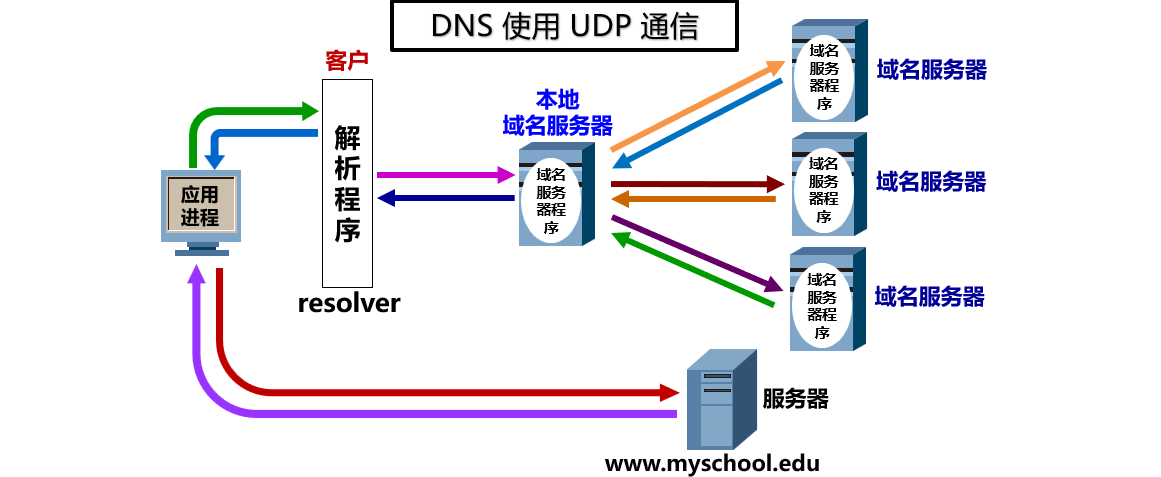 DNS 使用 UDP 通信
客户
解
析
程
序
resolver
应用
进程
本地
域名服务器
域名
服务
器程
序
域名
服务
器程
序
域名服务器
域名
服务
器程
序
域名服务器
域名
服务
器程
序
域名服务器
服务器
www.myschool.edu